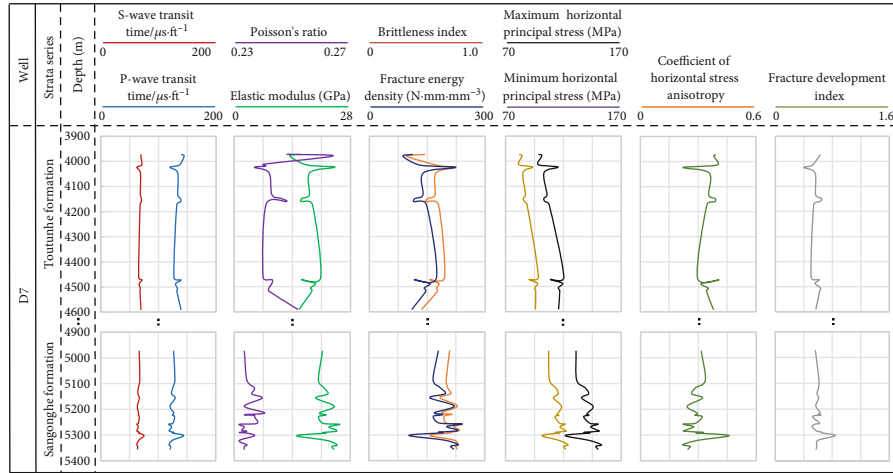 Well
Strata series
Depth (m)
S-wave transit
time/μs·ft⁻¹
0 200
P-wave transit
time/μs·ft⁻¹
0 200
Poisson's ratio
0.23 0.27
Elastic modulus (GPa)
0 28
Brittleness index
0 1.0
Fracture energy
density (N·mm·mm⁻³)
0 300
Maximum horizontal
principal stress (MPa)
70 170
Minimum horizontal
principal stress (MPa)
70 170
Coefficient of
horizontal stress
anisotropy
0 0.6
Fracture development
index
0 1.6
D7
Toutunhe formation
3900
4000
4100
4200
4300
4400
4500
4600
Sangonghe formation
4900
5000
5100
5200
5300
5400